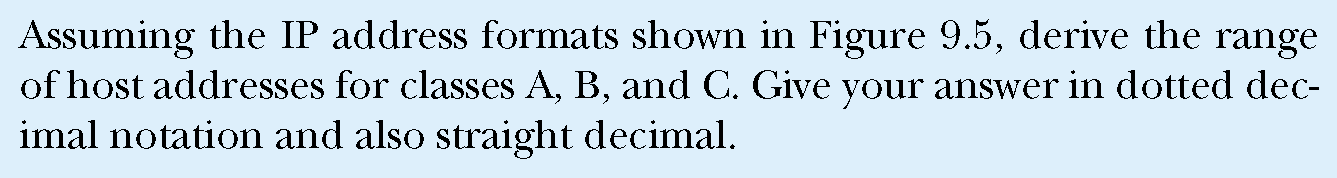 Assuming the IP address formats shown in Figure 9.5, derive the range
of host addresses for classes A, B, and C. Give your answer in dotted dec-
imal notation and also straight decimal.